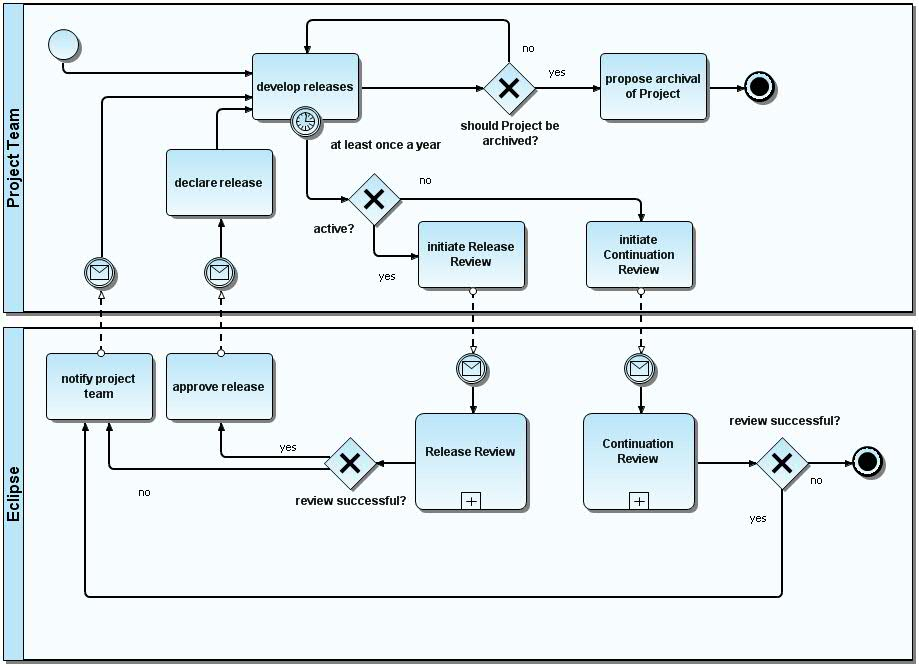 Project Team
develop releases
no
yes
should Project be
archived?
propose archival
of Project
at least once a year
declare release
active?
no
yes
initiate Release
Review
initiate
Continuation
Review
Eclipse
notify project
team
approve release
yes
no
review successful?
Release Review
Continuation
Review
review successful?
no
yes